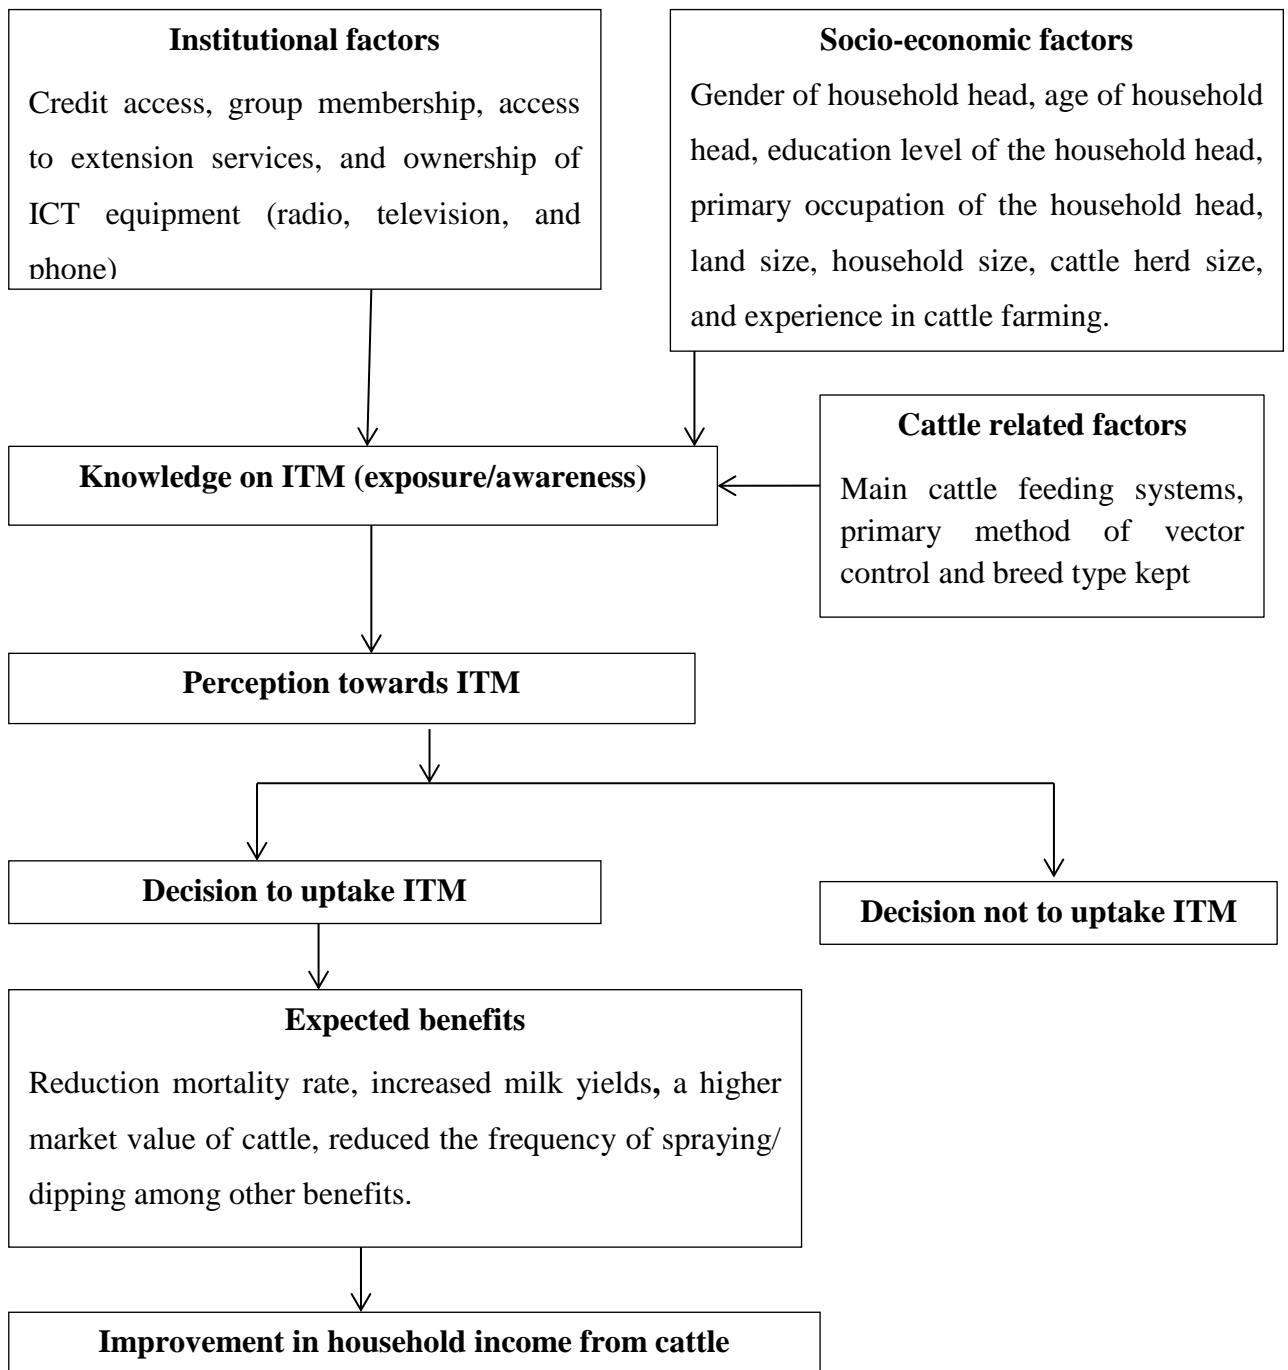 Institutional factors
Credit access, group membership, access
to extension services, and ownership of
ICT equipment (radio, television, and
phone)
Socio-economic factors
Gender of household head, age of household
head, education level of the household head,
primary occupation of the household head,
land size, household size, cattle herd size,
and experience in cattle farming.
Cattle related factors
Main cattle feeding systems,
primary method of vector
control and breed type kept
Knowledge on ITM (exposure/awareness)
Perception towards ITM
Decision to uptake ITM
Decision not to uptake ITM
Expected benefits
Reduction mortality rate, increased milk yields, a higher
market value of cattle, reduced the frequency of spraying/
dipping among other benefits.
Improvement in household income from cattle